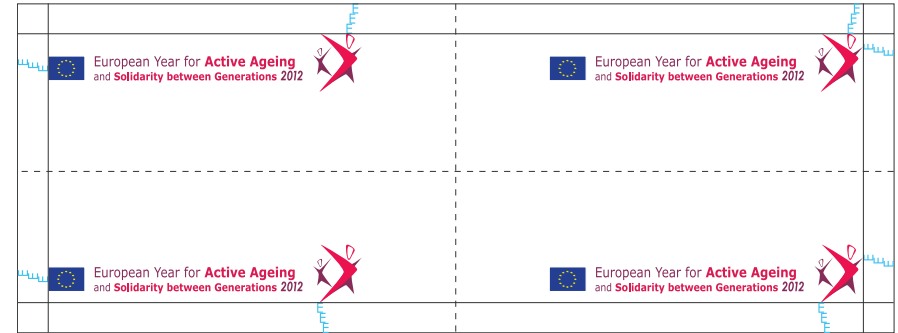 European Year for Active Ageing
and Solidarity between Generations 2012
European Year for Active Ageing
and Solidarity between Generations 2012
European Year for Active Ageing
and Solidarity between Generations 2012
European Year for Active Ageing
and Solidarity between Generations 2012